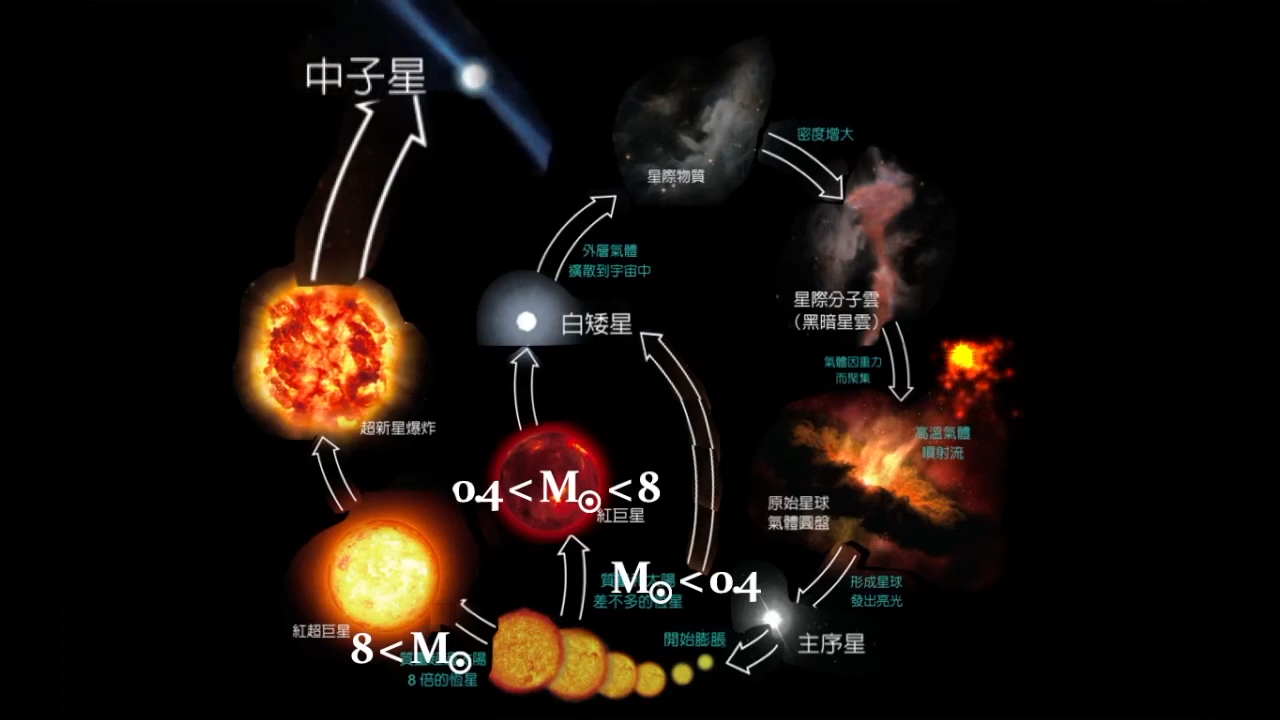 中子星
星際物質
密度增大
外層氣體
擴散到宇宙中
星際分子雲
（黑暗星雲）
白矮星
氣體因重力
而聚集
超新星爆炸
高溫氣體
噴射流
0.4<M☉<8
紅巨星
原始星球
氣體圓盤
M☉<0.4
差不多的恆星
形成星球
發出亮光
紅超巨星
開始膨脹
主序星
8<M☉
8 倍的恆星